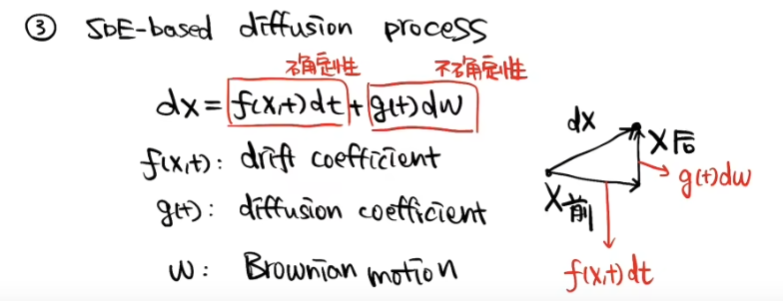 ③ SDE-based diffusion process
确定性 不确定性
dx = f(x,t)dt + g(t)dw
f(x,t): drift coefficient
g(t): diffusion coefficient
w: Brownian motion
dx
X后
g(t)dw
X前
f(x,t)dt